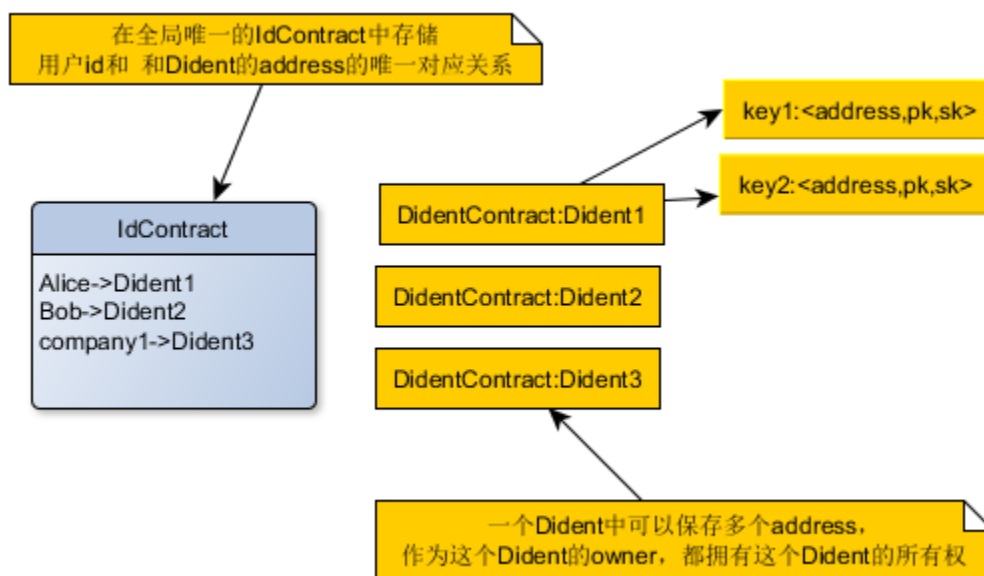 在全局唯一的IdContract中存储
用户id和 和Dident的address的唯一对应关系
key1:<address,pk,sk>
key2:<address,pk,sk>
IdContract
Alice->Dident1
Bob->Dident2
company1->Dident3
DidentContract:Dident1
DidentContract:Dident2
DidentContract:Dident3
一个Dident中可以保存多个address，
作为这个Dident的owner，都拥有这个Dident的所有权